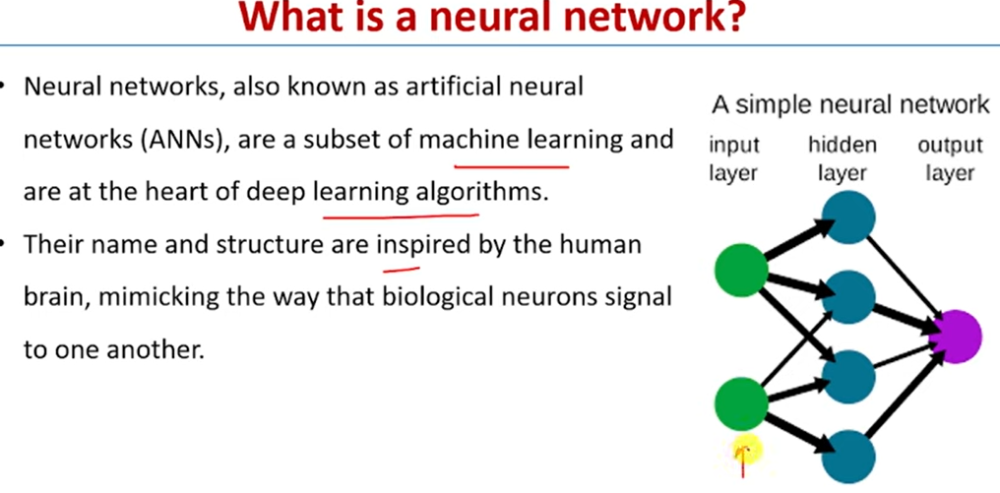 What is a neural network?
• Neural networks, also known as artificial neural
networks (ANNs), are a subset of machine learning and
are at the heart of deep learning algorithms.
• Their name and structure are inspired by the human
brain, mimicking the way that biological neurons signal
to one another.
A simple neural network
input hidden output
layer layer layer